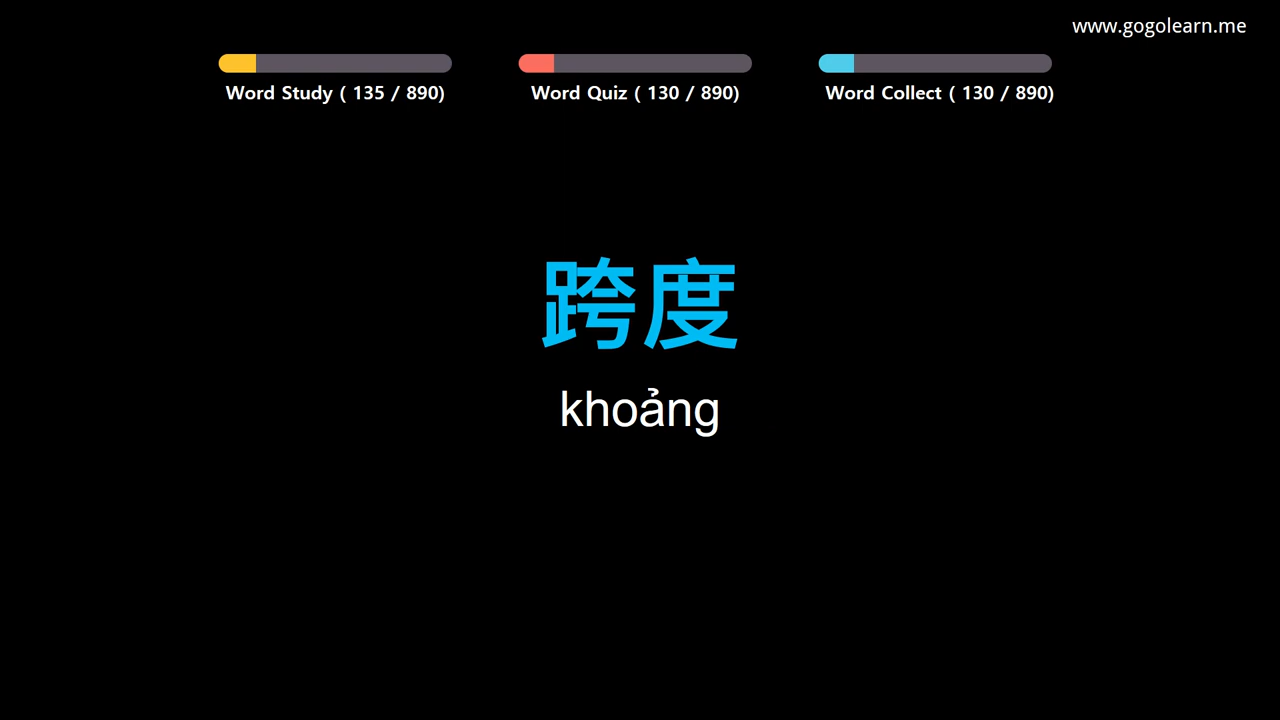 www.gogolearn.me
Word Study ( 135 / 890)
Word Quiz ( 130 / 890)
Word Collect ( 130 / 890)
跨度
khoảng